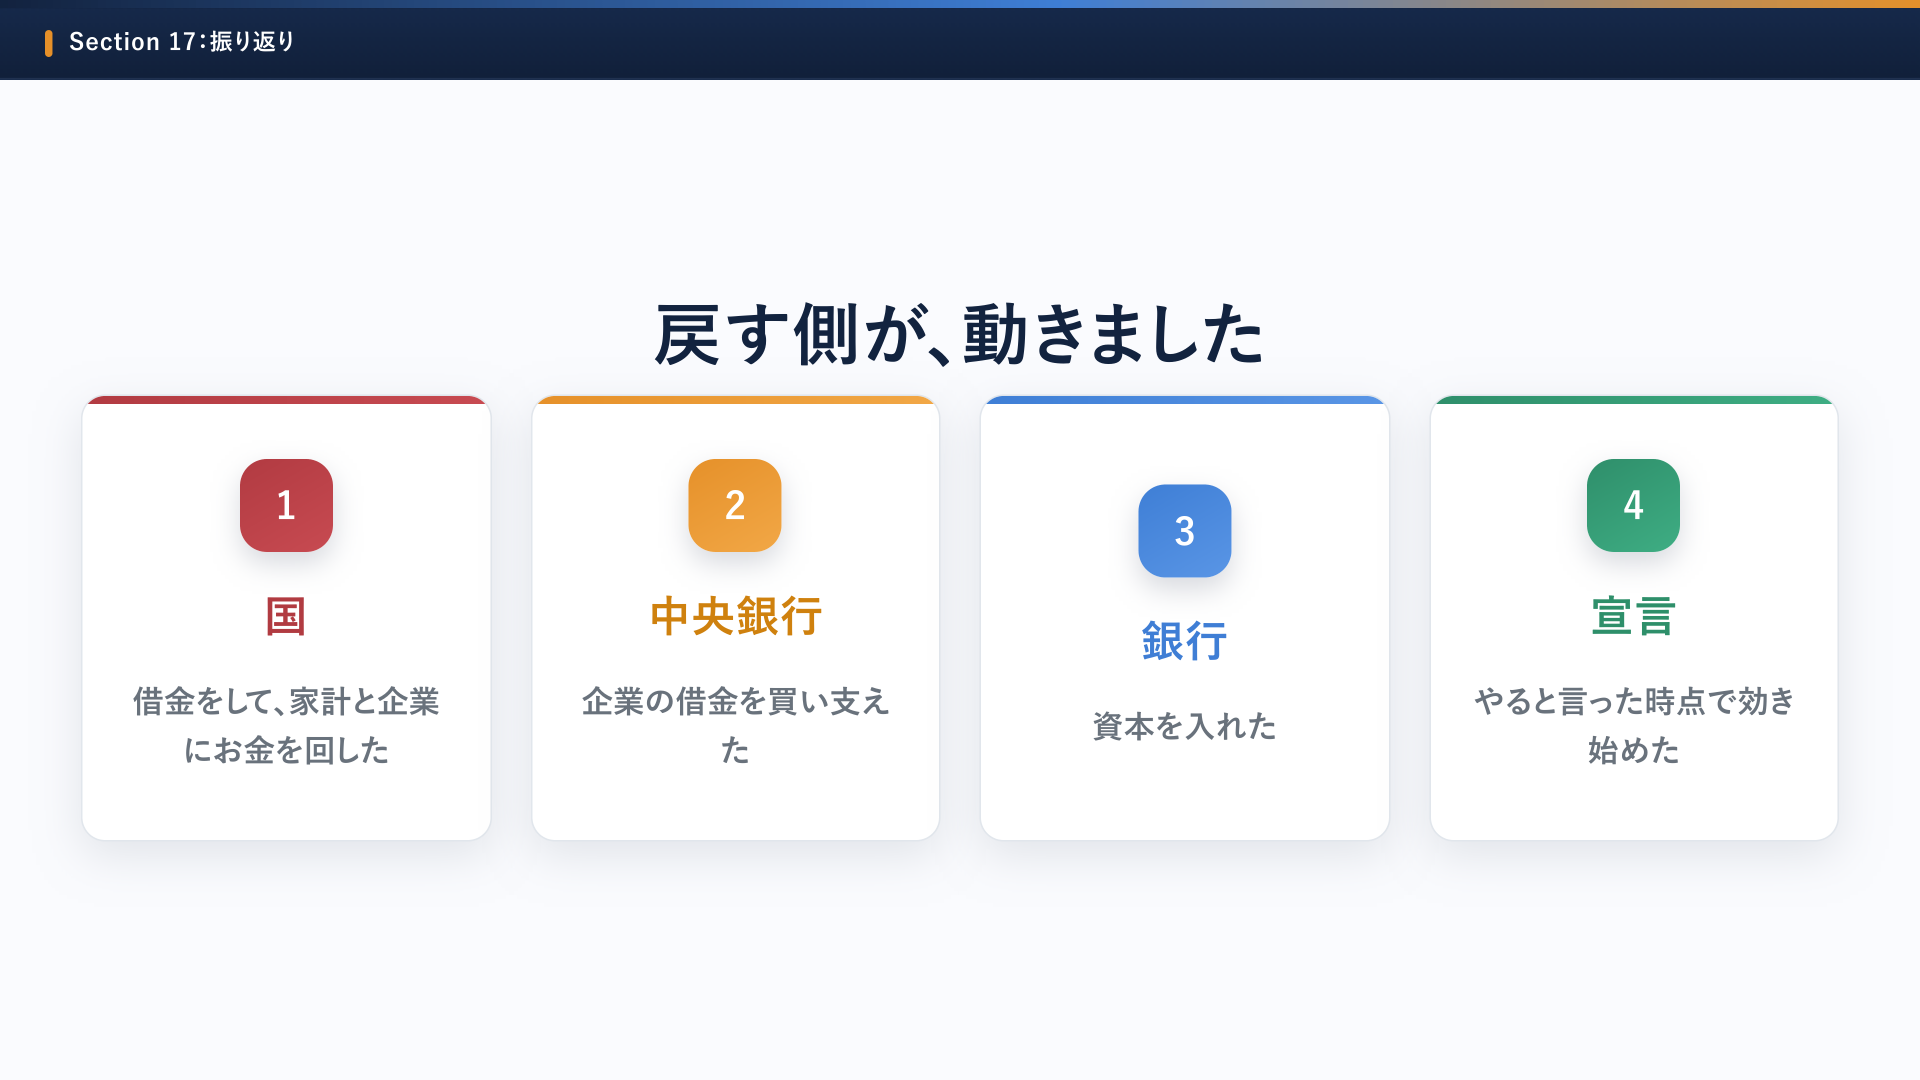 Section 17：振り返り
戻す側が、動きました
1
国
借金をして、家計と企業
にお金を回した
2
中央銀行
企業の借金を買い支え
た
3
銀行
資本を入れた
4
宣言
やると言った時点で効き
始めた